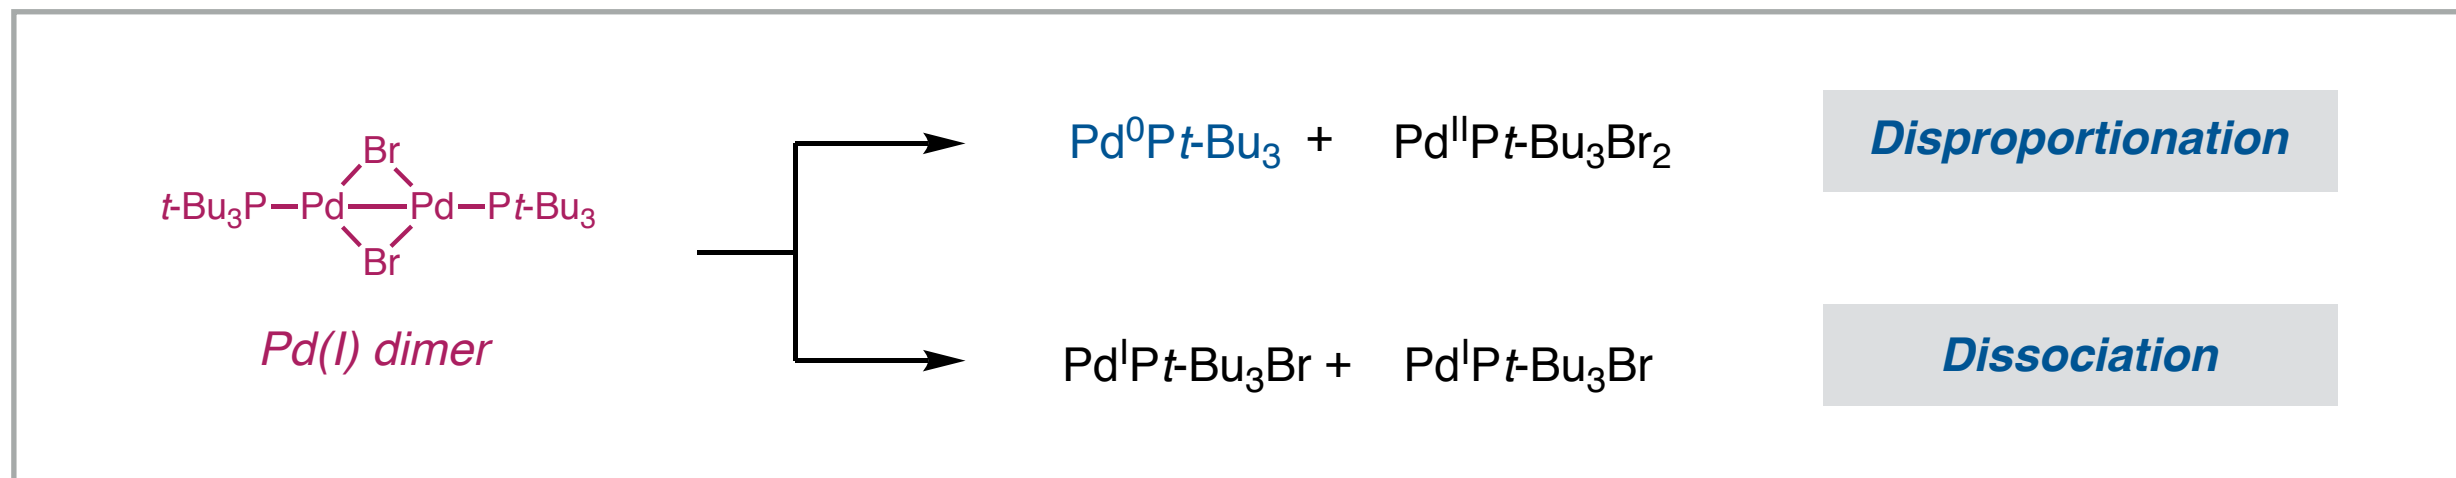 Br
t-Bu₃P–Pd–Pd–Pt-Bu₃
Br
Pd(I) dimer
Pd⁰Pt-Bu₃ + PdᴵᴵPt-Bu₃Br₂
Disproportionation
PdᴵPt-Bu₃Br + PdᴵPt-Bu₃Br
Dissociation